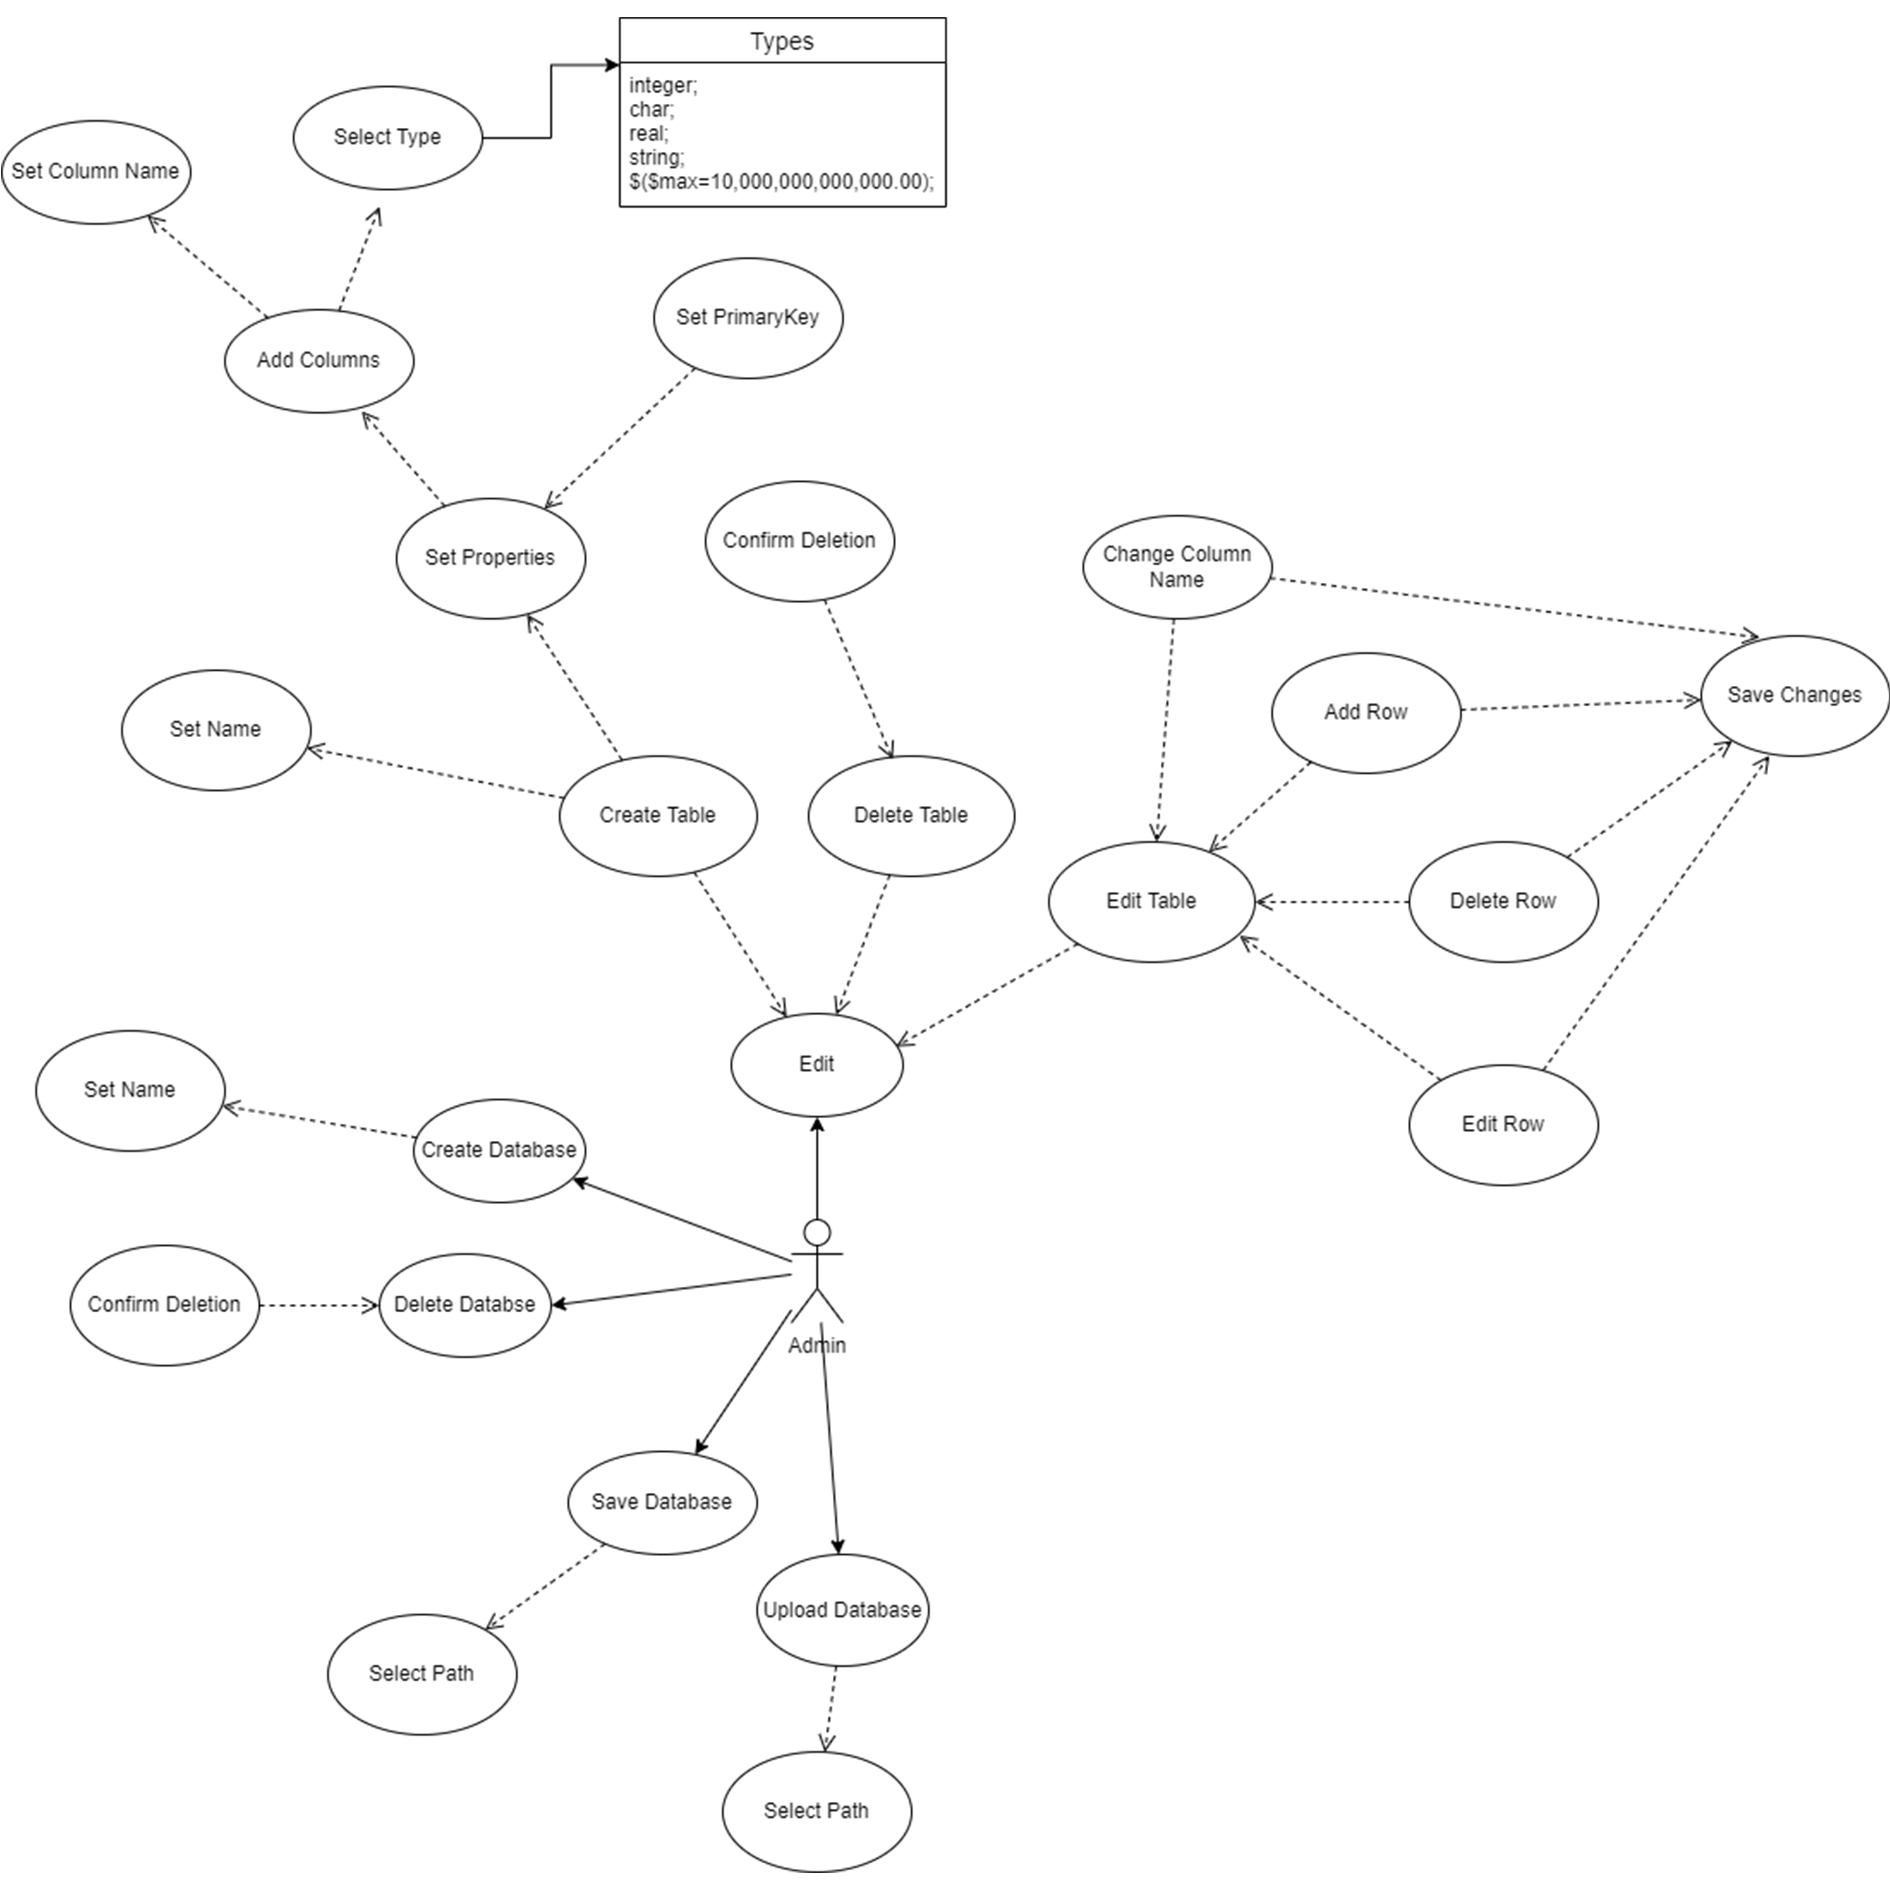 Types
integer;
char;
real;
string;
$($max=10,000,000,000,000.00);
Select Type
Set Column Name
Set PrimaryKey
Add Columns
Confirm Deletion
Set Properties
Change Column
Name
Save Changes
Add Row
Set Name
Create Table
Delete Table
Edit Table
Delete Row
Edit
Set Name
Edit Row
Create Database
Confirm Deletion
Delete Databse
Admin
Save Database
Upload Database
Select Path
Select Path